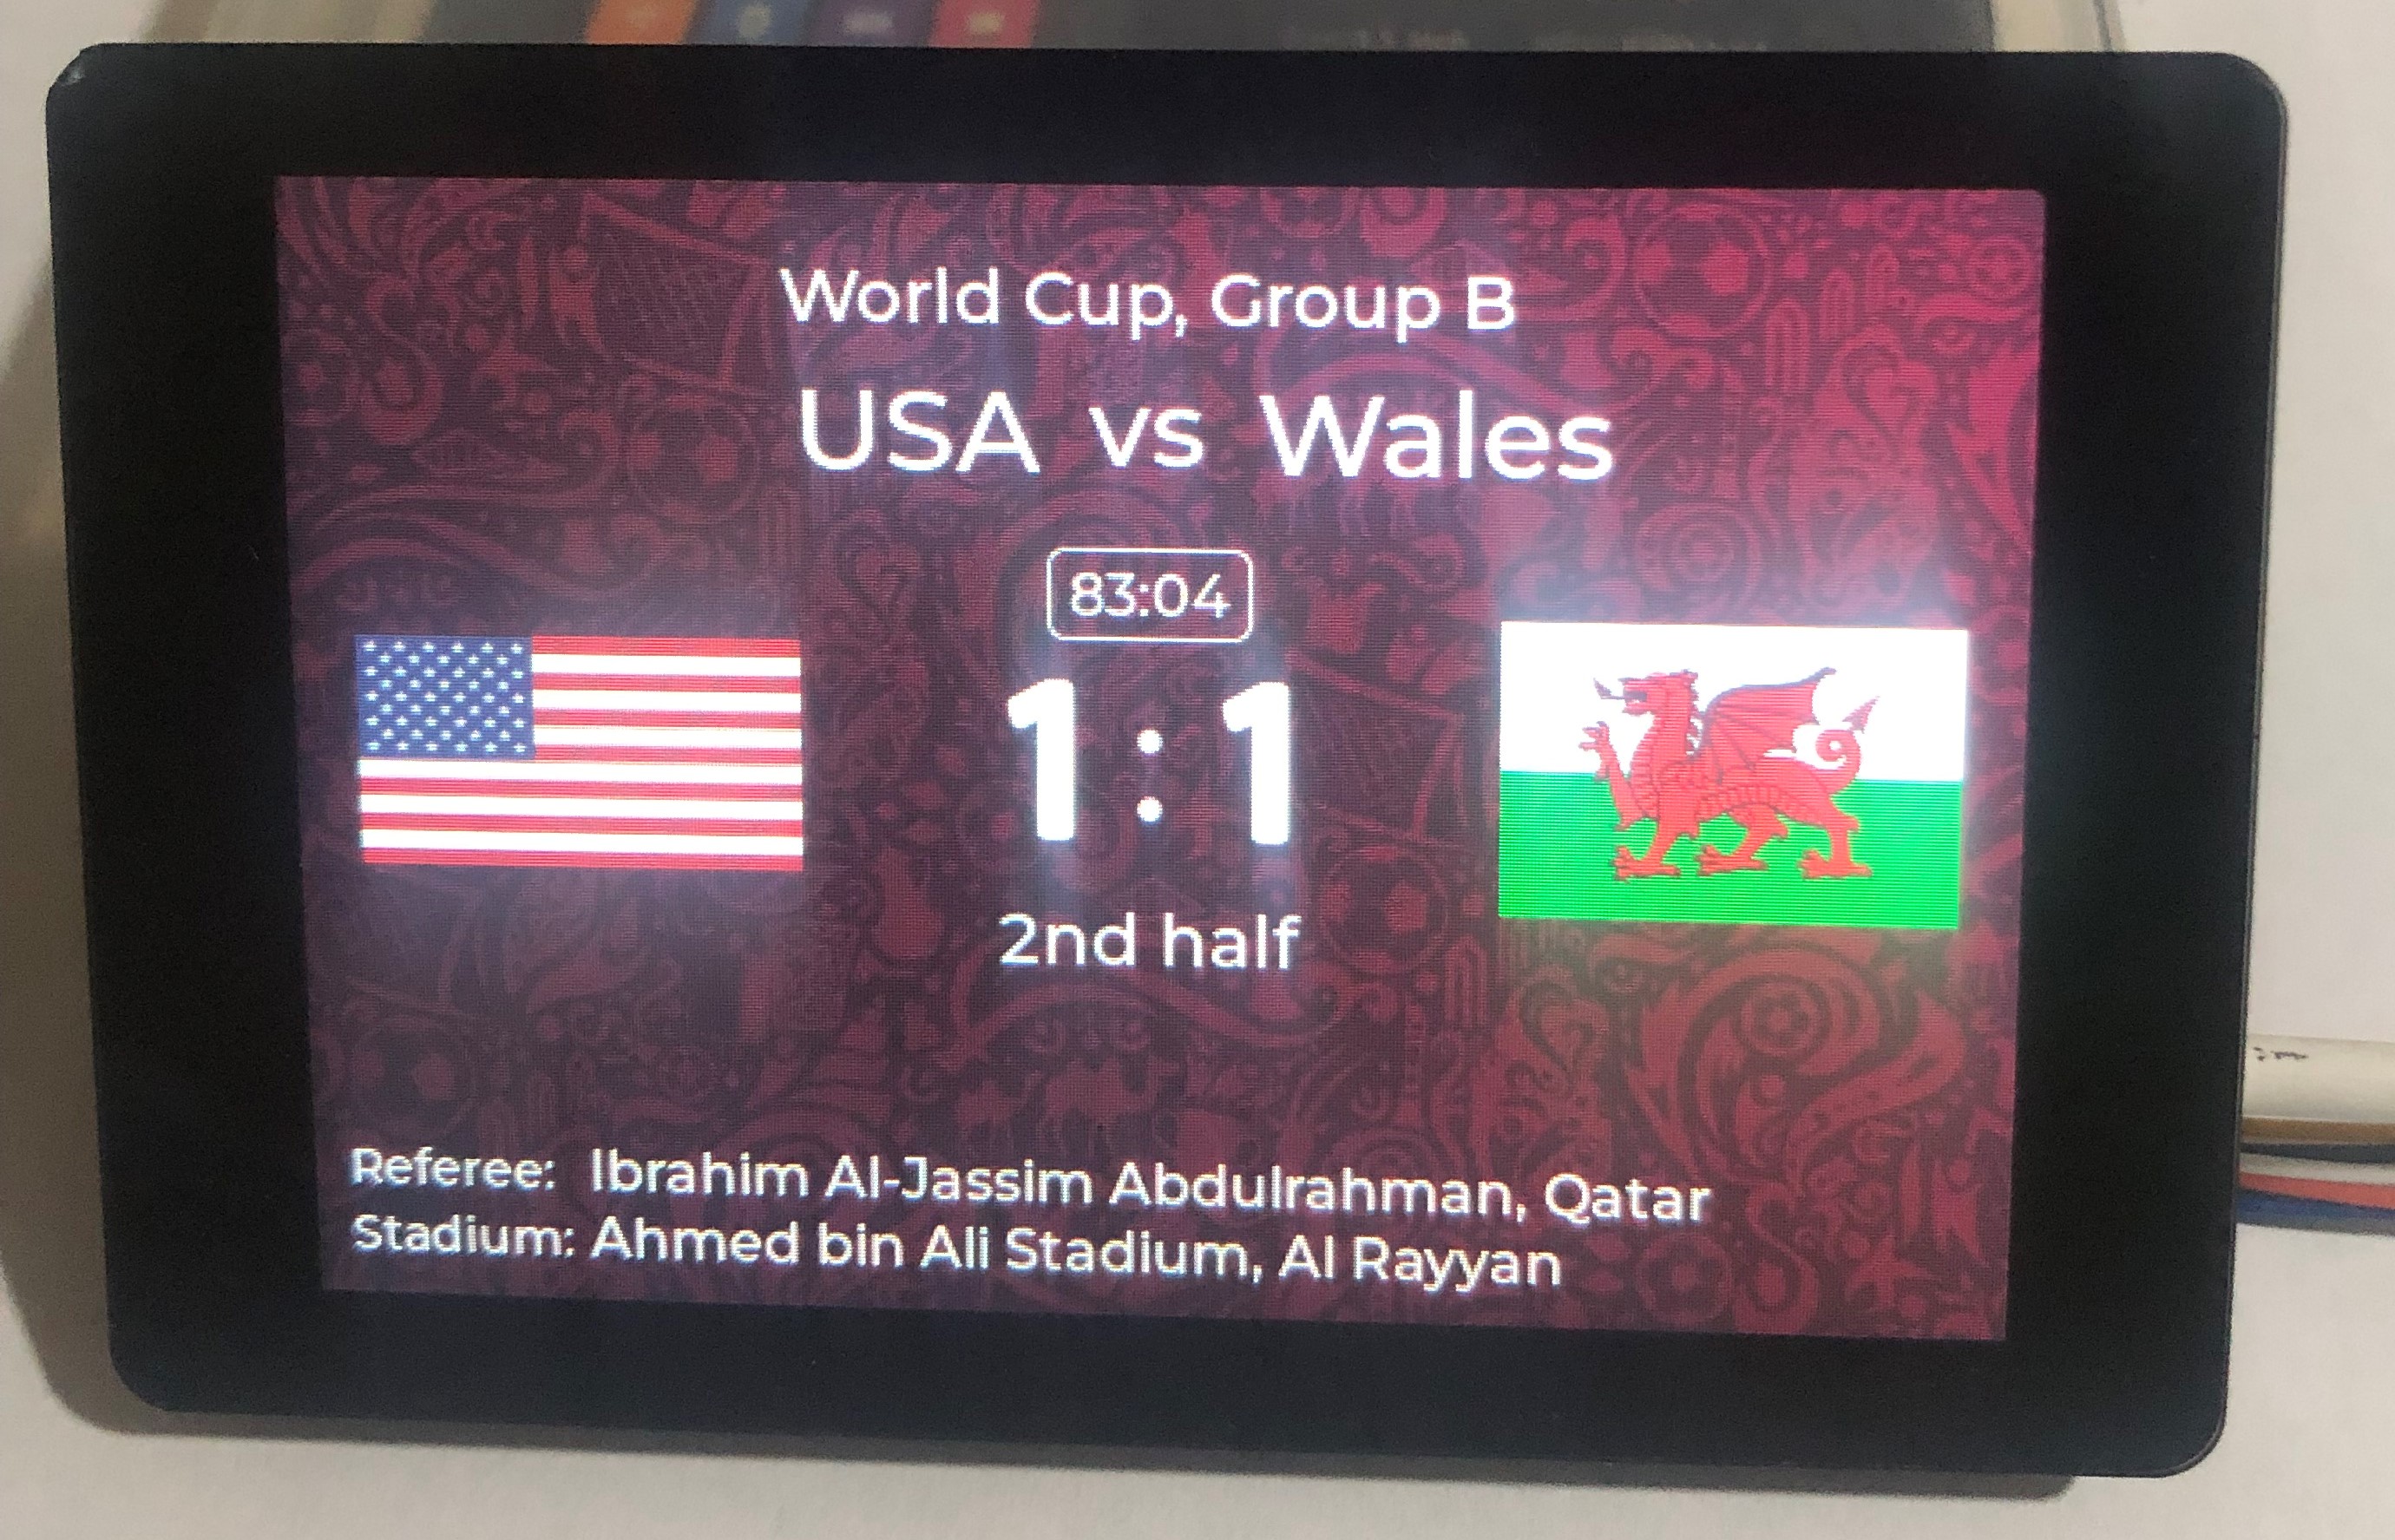 World Cup, Group B
USA vs Wales
83:04
1 : 1
2nd half
Referee: Ibrahim Al-Jassim Abdulrahman, Qatar
Stadium: Ahmed bin Ali Stadium, Al Rayyan